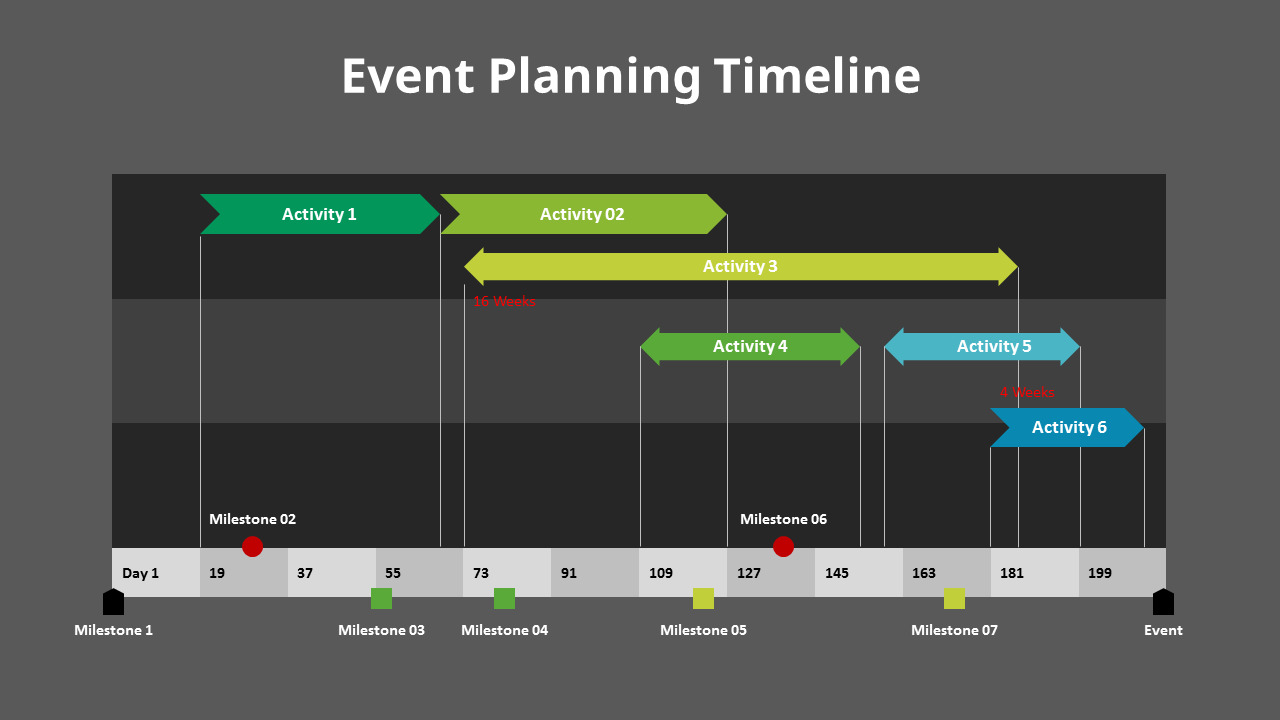 Event Planning Timeline
Activity 1
Activity 02
Activity 3
16 Weeks
Activity 4
Activity 5
4 Weeks
Activity 6
Milestone 02
Milestone 06
Day 1 19 37 55 73 91 109 127 145 163 181 199
Milestone 1 Milestone 03 Milestone 04 Milestone 05 Milestone 07 Event